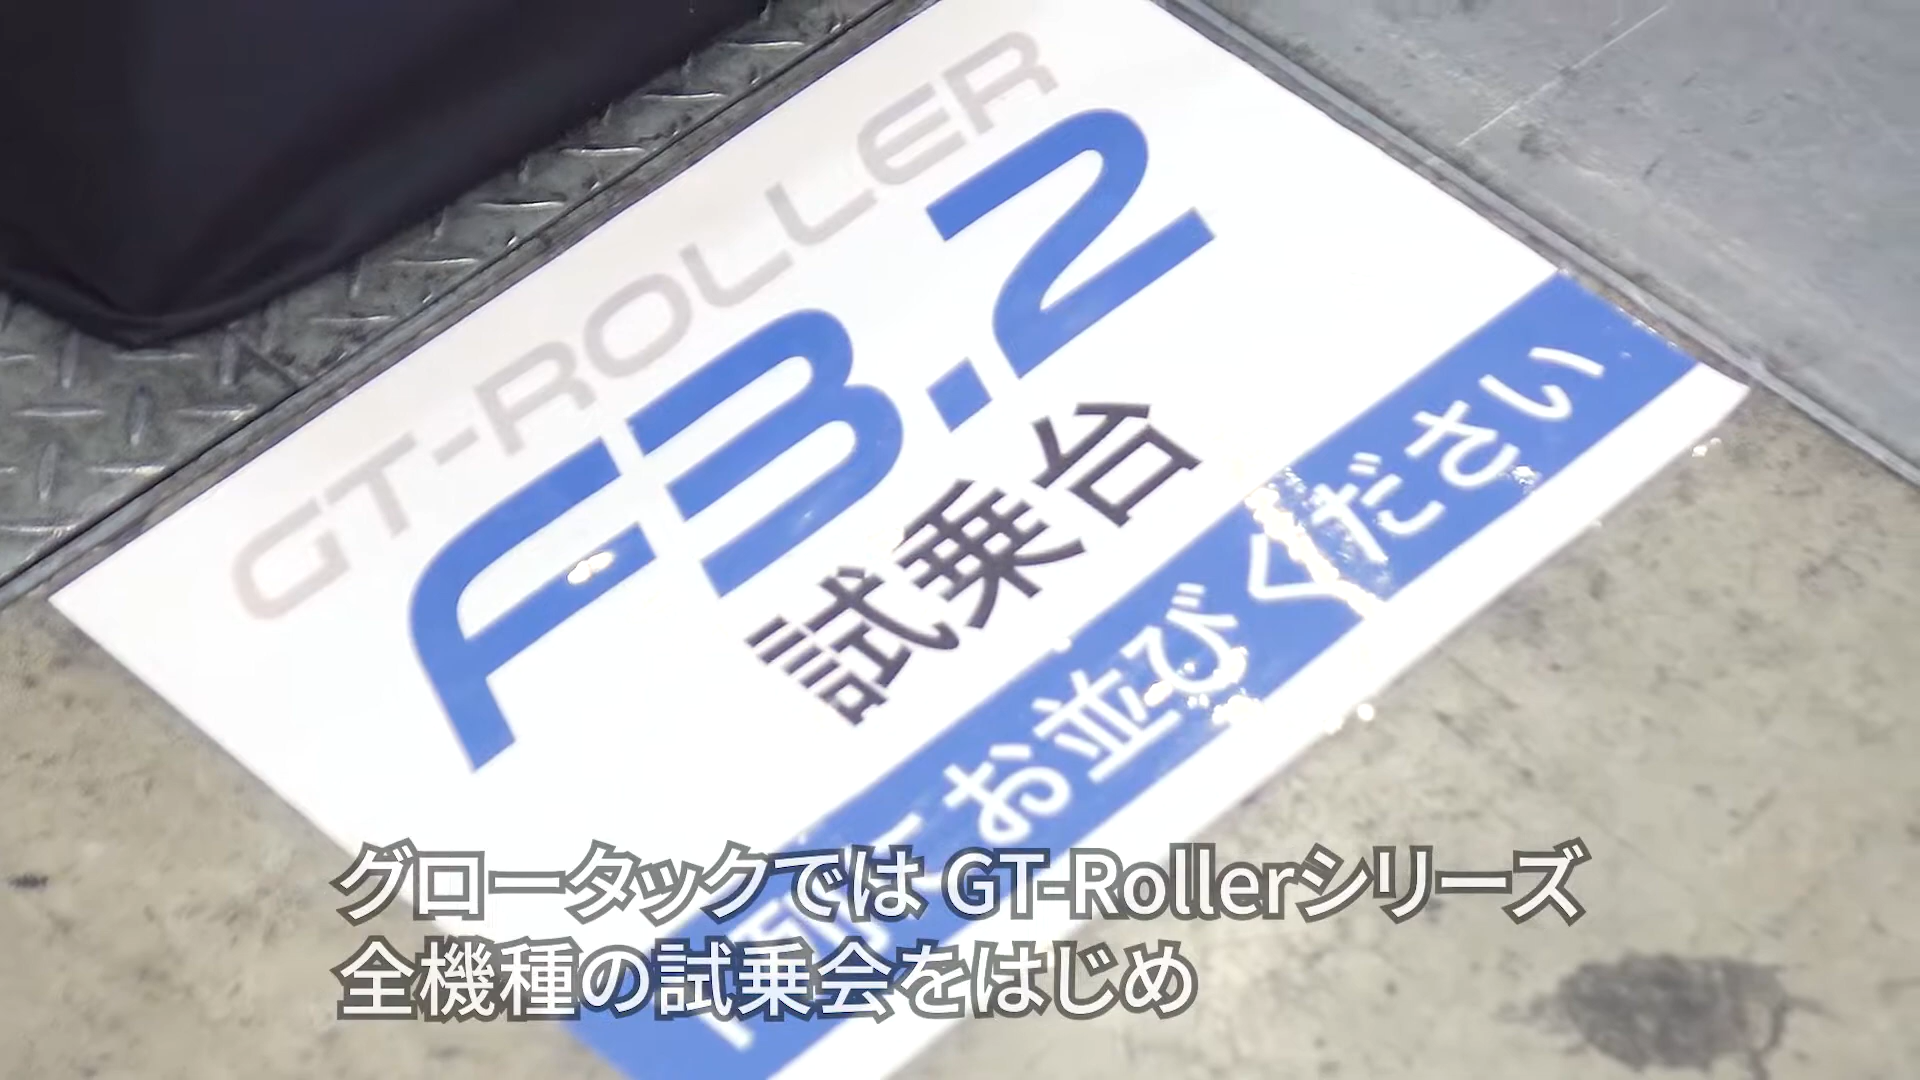 GT-ROLLER
F3.2
試乗台
お並びください
グロータックでは GT-Rollerシリーズ
全機種の試乗会をはじめ